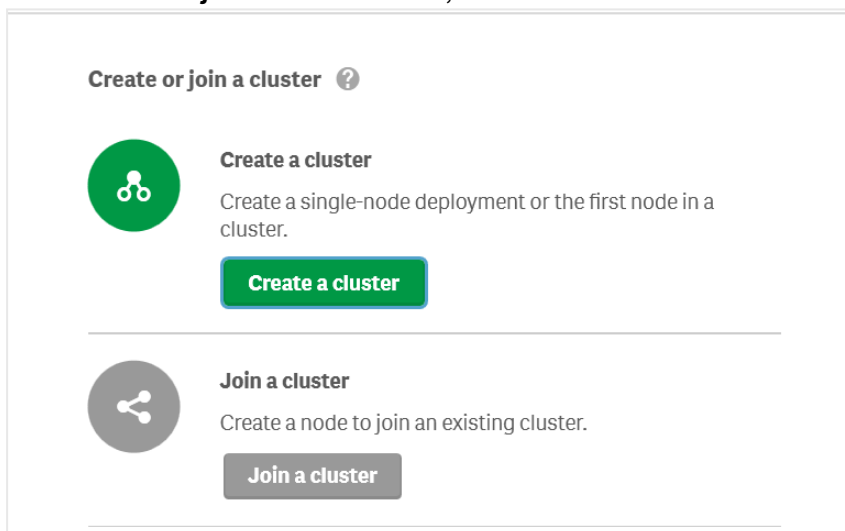 Create or join a cluster ?
Create a cluster
Create a single-node deployment or the first node in a
cluster.
Create a cluster
Join a cluster
Create a node to join an existing cluster.
Join a cluster